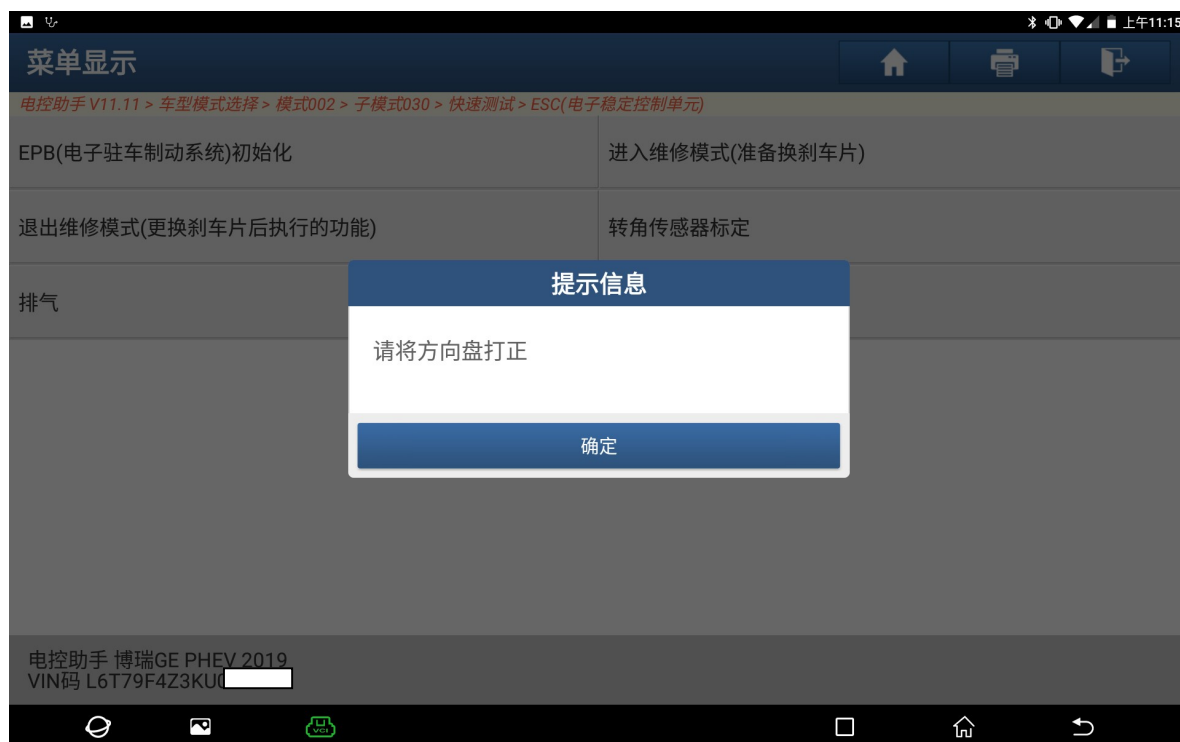 上午11:15
菜单显示
电控助手 V11.11 > 车型模式选择 > 模式002 > 子模式030 > 快速测试 > ESC(电子稳定控制单元)
EPB(电子驻车制动系统)初始化
进入维修模式(准备换刹车片)
退出维修模式(更换刹车片后执行的功能)
转角传感器标定
排气
提示信息
请将方向盘打正
确定
电控助手 博瑞GE PHEV 2019
VIN码 L6T79F4Z3KU
VCI